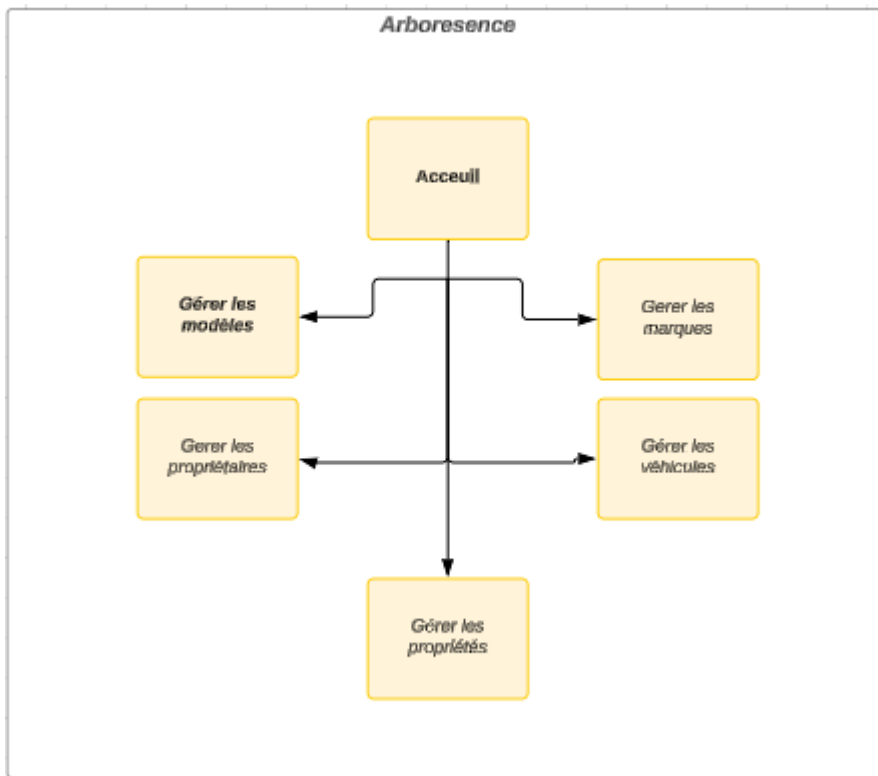 Arboresence
Acceuil
Gérer les
modèles
Gerer les
marques
Gerer les
propriétaires
Gérer les
véhicules
Gérer les
propriétés